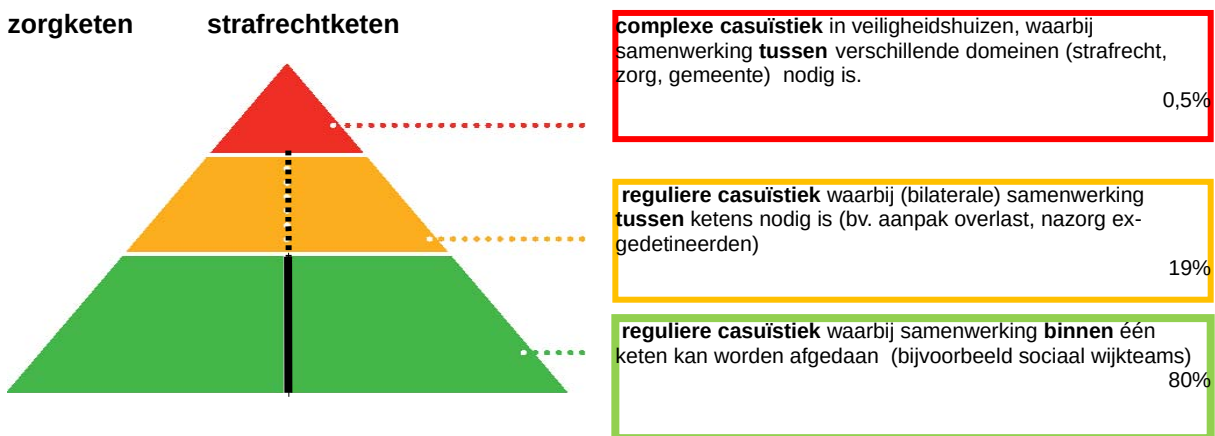 zorgketen strafrechtketen
complexe casuïstiek in veiligheidshuizen, waarbij
samenwerking tussen verschillende domeinen (strafrecht,
zorg, gemeente) nodig is.
0,5%
reguliere casuïstiek waarbij (bilaterale) samenwerking
tussen ketens nodig is (bv. aanpak overlast, nazorg ex-
gedetineerden)
19%
reguliere casuïstiek waarbij samenwerking binnen één
keten kan worden afgedaan (bijvoorbeeld sociaal wijkteams)
80%